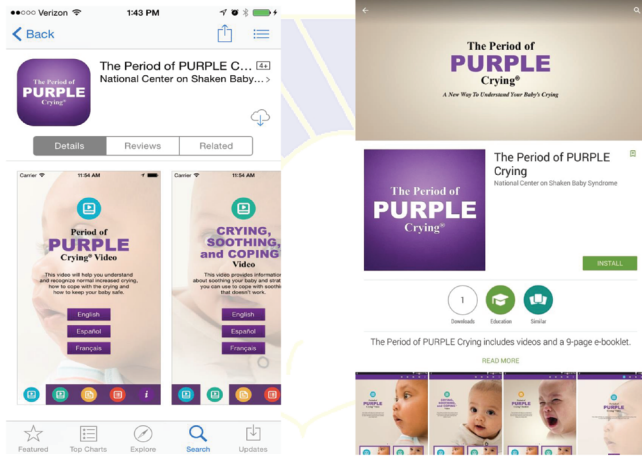 Verizon
1:43 PM
Back
The Period of PURPLE C...
4+
National Center on Shaken Baby...
The Period of
PURPLE
Crying®
Details
Reviews
Related
Carrier
11:54 AM
Period of
PURPLE
Crying® Video
This video will help you understand
and recognize normal increased crying,
how to cope with the crying and
how to keep your baby safe.
English
Español
Français
Carrier
11:54 AM
CRYING,
SOOTHING,
and COPING
Video
This video provides information
about soothing your baby and strat
you can use to cope with soothi
that doesn't work.
English
Español
Français
Featured
Top Charts
Explore
Search
Updates
The Period of
PURPLE
Crying®
A New Way To Understand Your Baby's Crying
The Period of
PURPLE
Crying®
The Period of PURPLE
Crying
National Center on Shaken Baby Syndrome
INSTALL
1
Downloads
Education
Similar
The Period of PURPLE Crying includes videos and a 9-page e-booklet.
READ MORE
PURPLE
PURPLE
PURPLE